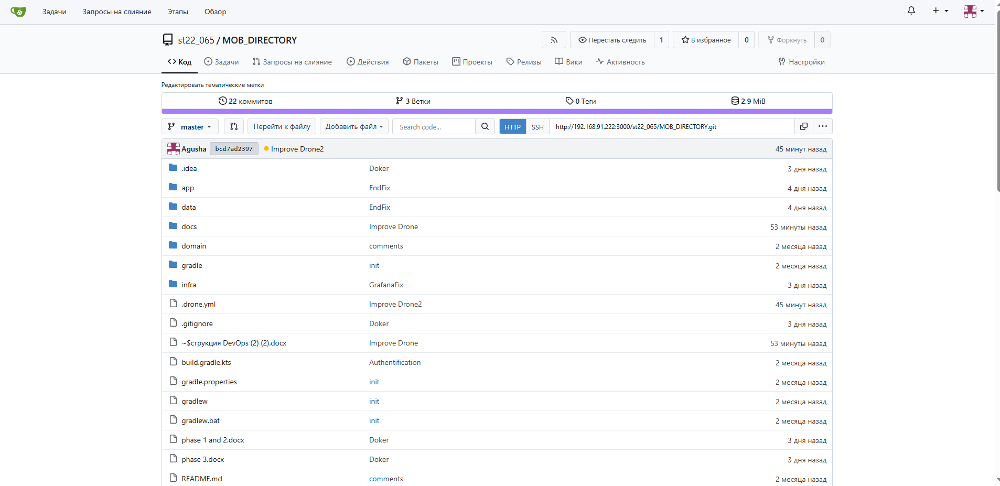 Задачи Запросы на слияние Этапы Обзор
st22_065 / MOB_DIRECTORY Перестать следить 1 В избранное 0 Форкнуть 0
Код Задачи Запросы на слияние Действия Пакеты Проекты Релизы Вики Активность Настройки
Редактировать тематические метки
22 коммитов 3 Ветки 0 Теги 2,9 MiB
master Перейти к файлу Добавить файл Search code... HTTP SSH http://192.168.91.222:3000/st22_065/MOB_DIRECTORY.git
Agusha bcd7ad2397 Improve Drone2 45 минут назад
.idea Doker 3 дня назад
app EndFix 4 дня назад
data EndFix 4 дня назад
docs Improve Drone 53 минуты назад
domain comments 2 месяца назад
gradle init 2 месяца назад
infra GrafanaFix 3 дня назад
.drone.yml Improve Drone2 45 минут назад
.gitignore Doker 3 дня назад
~$струкция DevOps (2) (2).docx Improve Drone 53 минуты назад
build.gradle.kts Authentification 2 месяца назад
gradle.properties init 2 месяца назад
gradlew init 2 месяца назад
gradlew.bat init 2 месяца назад
phase 1 and 2.docx Doker 3 дня назад
phase 3.docx Doker 3 дня назад
README.md comments 2 месяца назад